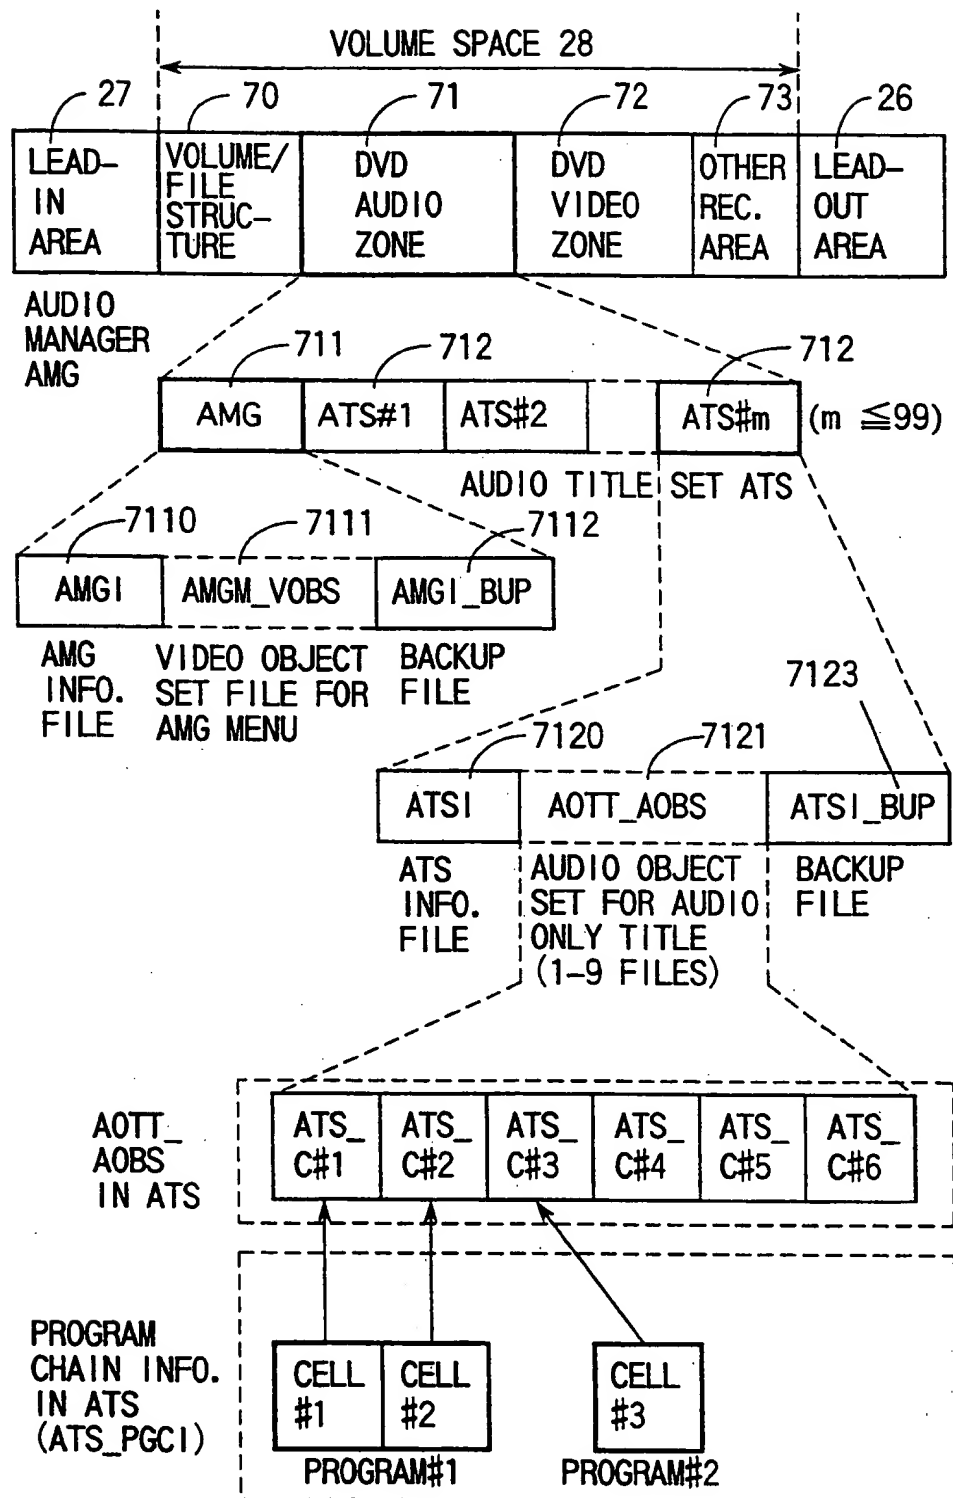 VOLUME SPACE 28
27
70
71
72
73
26
LEAD-
IN
AREA
VOLUME/
FILE
STRUC-
TURE
DVD
AUDIO
ZONE
DVD
VIDEO
ZONE
OTHER
REC.
AREA
LEAD-
OUT
AREA
AUDIO
MANAGER
AMG
711
712
712
AMG
ATS#1
ATS#2
ATS#m
(m ≦99)
AUDIO TITLE SET ATS
7110
7111
7112
AMGI
AMGM_VOBS
AMGI_BUP
AMG
INFO.
FILE
VIDEO OBJECT
SET FILE FOR
AMG MENU
BACKUP
FILE
7123
7120
7121
ATSI
AOTT_AOBS
ATSI_BUP
ATS
INFO.
FILE
AUDIO OBJECT
SET FOR AUDIO
ONLY TITLE
(1-9 FILES)
BACKUP
FILE
AOTT_
AOBS
IN ATS
ATS_
C#1
ATS_
C#2
ATS_
C#3
ATS_
C#4
ATS_
C#5
ATS_
C#6
PROGRAM
CHAIN INFO.
IN ATS
(ATS_PGCI)
CELL
#1
CELL
#2
CELL
#3
PROGRAM#1
PROGRAM#2